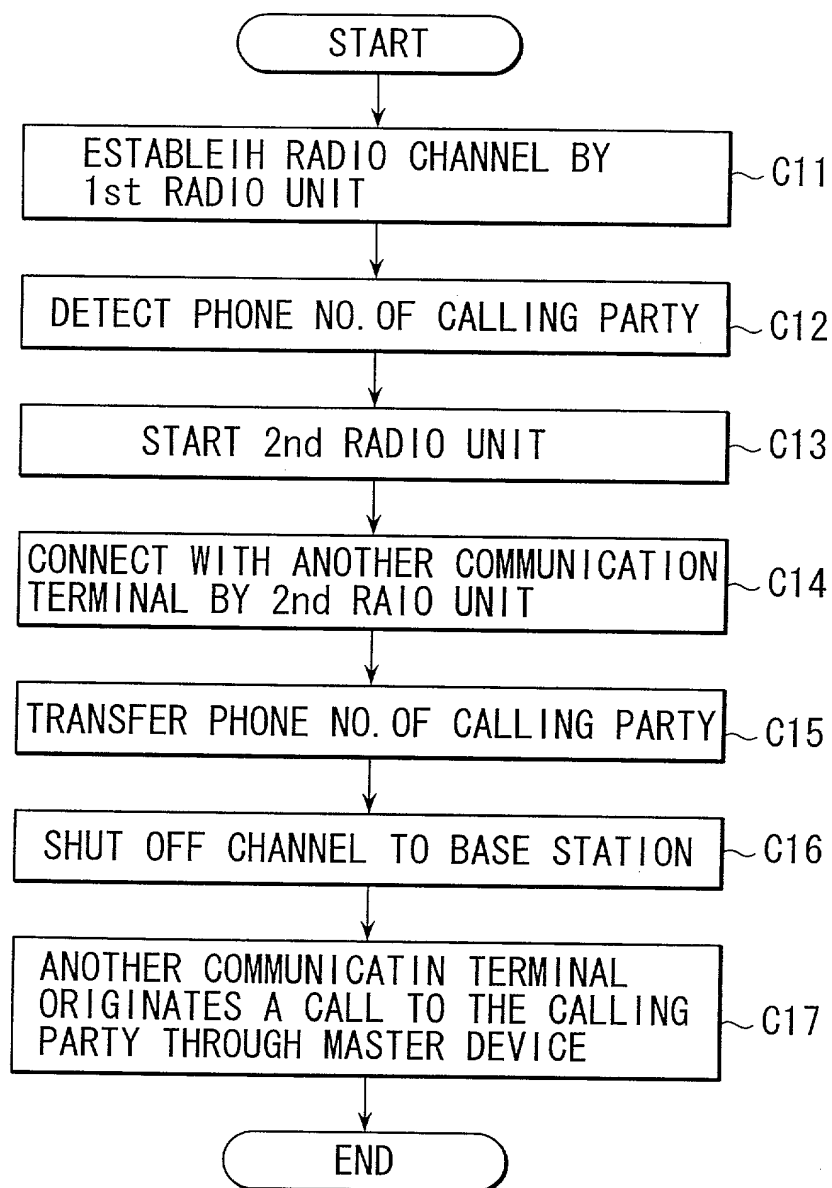 START
ESTABLEIH RADIO CHANNEL BY
1st RADIO UNIT
C11
DETECT PHONE NO. OF CALLING PARTY
C12
START 2nd RADIO UNIT
C13
CONNECT WITH ANOTHER COMMUNICATION
TERMINAL BY 2nd RAIO UNIT
C14
TRANSFER PHONE NO. OF CALLING PARTY
C15
SHUT OFF CHANNEL TO BASE STATION
C16
ANOTHER COMMUNICATIN TERMINAL
ORIGINATES A CALL TO THE CALLING
PARTY THROUGH MASTER DEVICE
C17
END